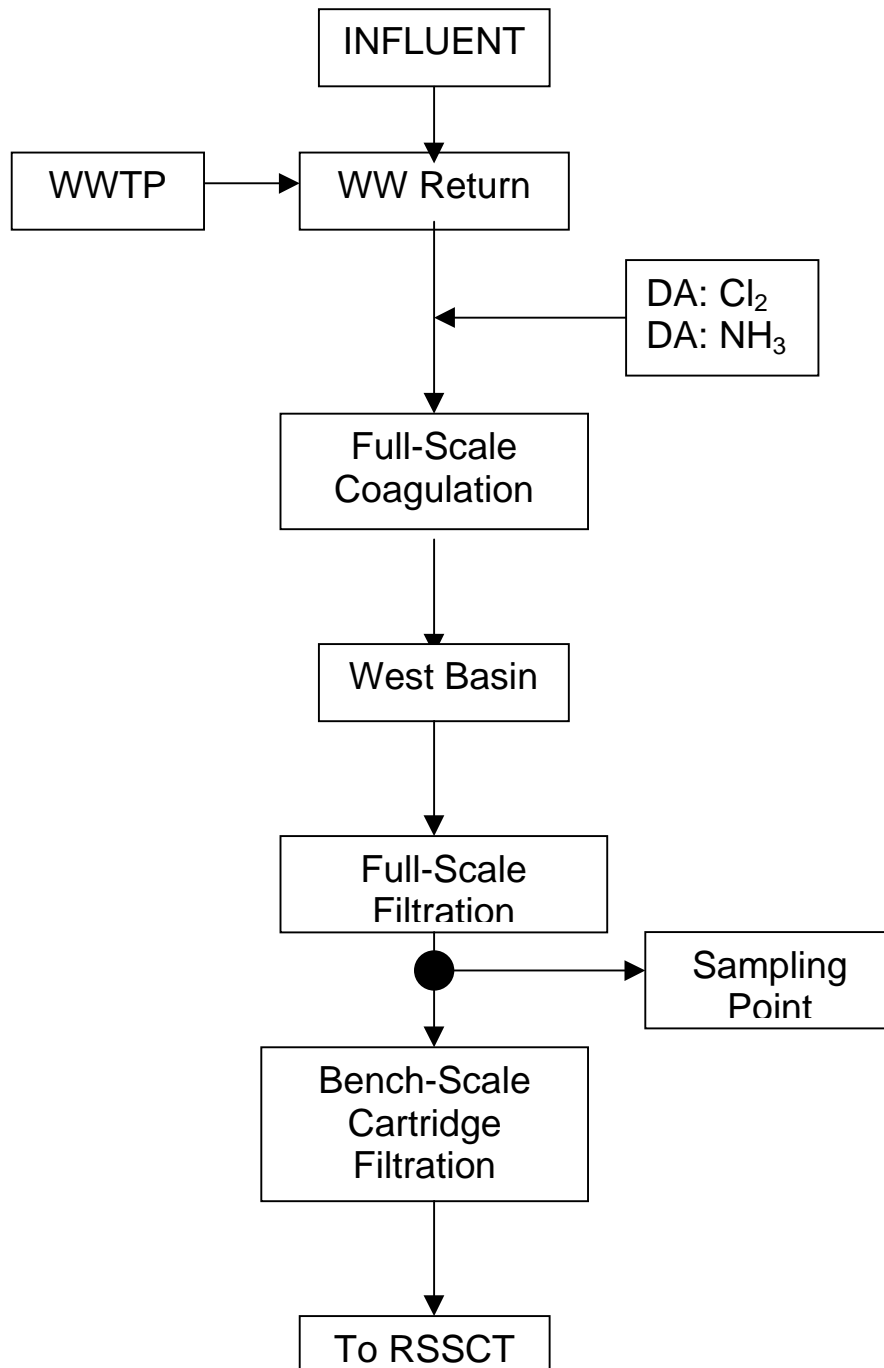 INFLUENT
WWTP
WW Return
DA: Cl₂
DA: NH₃
Full-Scale
Coagulation
West Basin
Full-Scale
Filtration
Sampling
Point
Bench-Scale
Cartridge
Filtration
To RSSCT